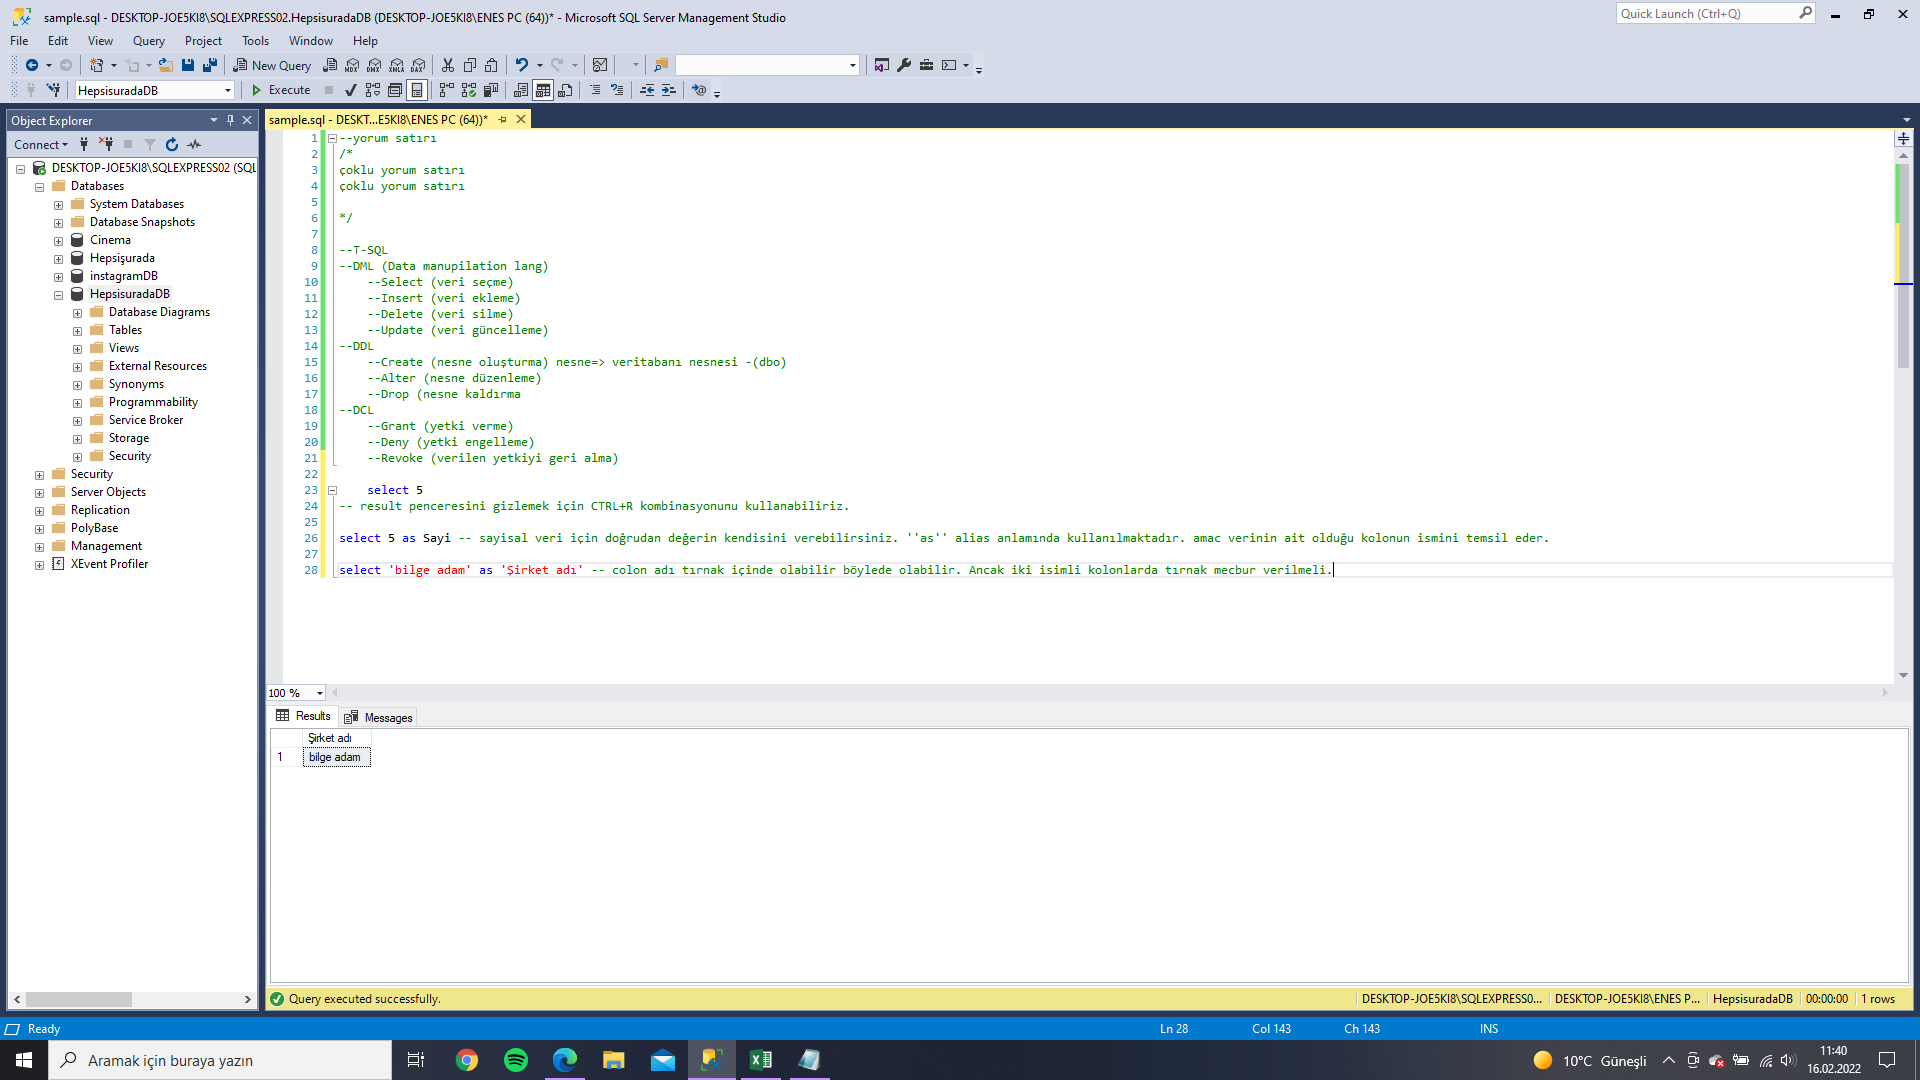 sample.sql - DESKTOP-JOE5KI8\SQLEXPRESS02.HepsisuradaDB (DESKTOP-JOE5KI8\ENES PC (64))* - Microsoft SQL Server Management Studio
Quick Launch (Ctrl+Q)
File Edit View Query Project Tools Window Help
New Query
MDX DMX XMLA DAX
HepsisuradaDB
Execute
Object Explorer
sample.sql - DESKT...E5KI8\ENES PC (64))*
Connect
DESKTOP-JOE5KI8\SQLEXPRESS02 (SQL
Databases
System Databases
Database Snapshots
Cinema
Hepsişurada
instagramDB
HepsisuradaDB
Database Diagrams
Tables
Views
External Resources
Synonyms
Programmability
Service Broker
Storage
Security
Security
Server Objects
Replication
PolyBase
Management
XEvent Profiler
1 --yorum satırı
2 /*
3 çoklu yorum satırı
4 çoklu yorum satırı
5
6 */
7
8 --T-SQL
9 --DML (Data manupilation lang)
10 --Select (veri seçme)
11 --Insert (veri ekleme)
12 --Delete (veri silme)
13 --Update (veri güncelleme)
14 --DDL
15 --Create (nesne oluşturma) nesne=> veritabanı nesnesi -(dbo)
16 --Alter (nesne düzenleme)
17 --Drop (nesne kaldırma
18 --DCL
19 --Grant (yetki verme)
20 --Deny (yetki engelleme)
21 --Revoke (verilen yetkiyi geri alma)
22
23 select 5
24 -- result penceresini gizlemek için CTRL+R kombinasyonunu kullanabiliriz.
25
26 select 5 as Sayi -- sayisal veri için doğrudan değerin kendisini verebilirsiniz. ''as'' alias anlamında kullanılmaktadır. amac verinin ait olduğu kolonun ismini temsil eder.
27
28 select 'bilge adam' as 'Şirket adı' -- colon adı tırnak içinde olabilir böylede olabilir. Ancak iki isimli kolonlarda tırnak mecbur verilmeli.
100 %
Results Messages
Şirket adı
1 bilge adam
Query executed successfully.
DESKTOP-JOE5KI8\SQLEXPRESS0... DESKTOP-JOE5KI8\ENES P... HepsisuradaDB 00:00:00 1 rows
Ready
Ln 28 Col 143 Ch 143 INS
Aramak için buraya yazın
10°C Güneşli
11:40
16.02.2022